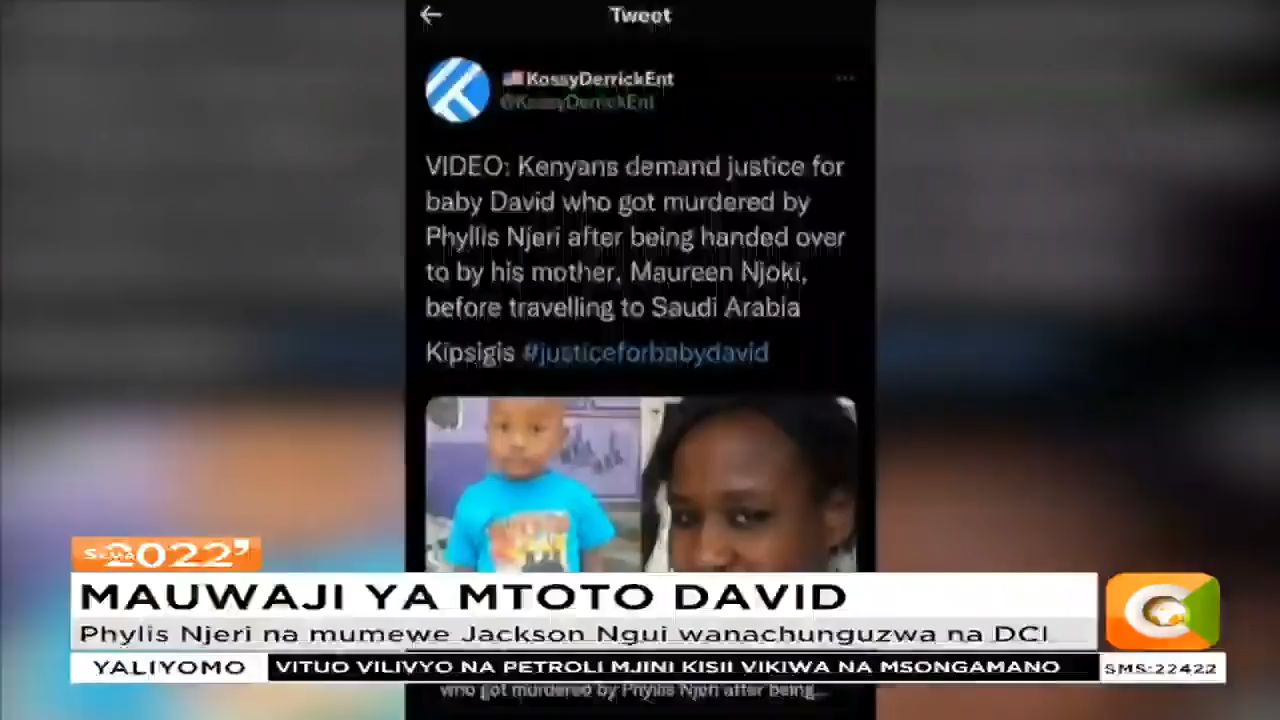 Tweet
KossyDerrickEnt
@KossyDerrickEnt
VIDEO: Kenyans demand justice for
baby David who got murdered by
Phyllis Njeri after being handed over
to by his mother, Maureen Njoki,
before travelling to Saudi Arabia
Kipsigis #justiceforbabydavid
SEMA 2022'
MAUWAJI YA MTOTO DAVID
Phylis Njeri na mumewe Jackson Ngui wanachunguzwa na DCI
YALIYOMO VITUO VILIVYO NA PETROLI MJINI KISII VIKIWA NA MSONGAMANO SMS:22422
who got murdered by Phyllis Njeri after being...